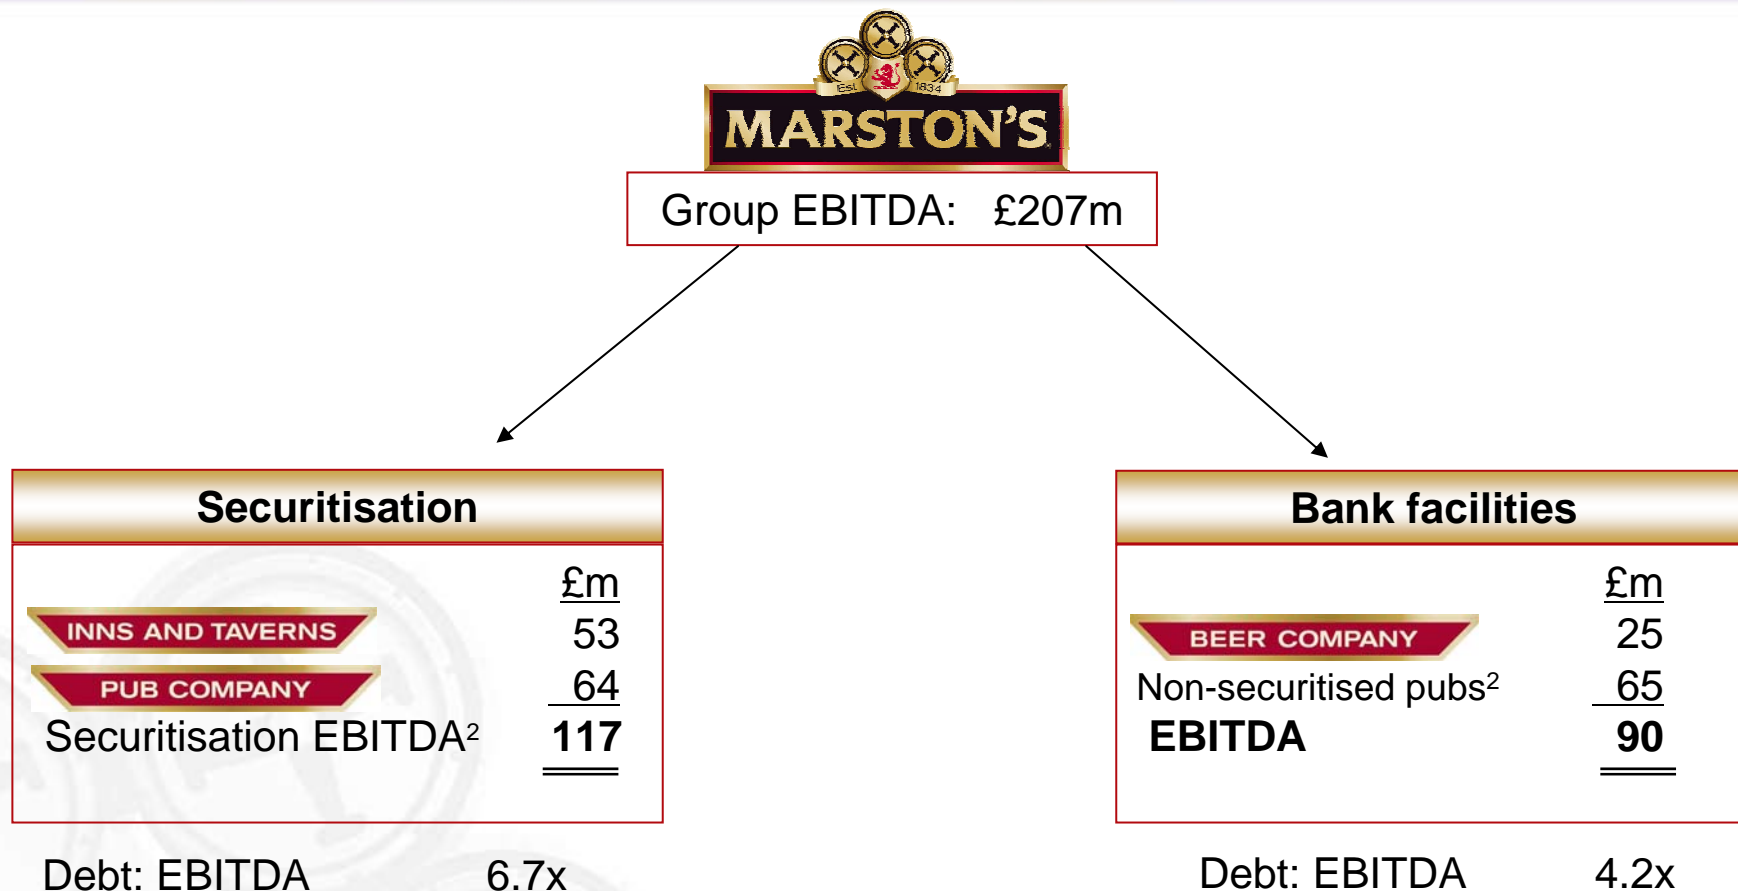 Est. 1834
MARSTON'S
Group EBITDA: £207m
Securitisation
£m
INNS AND TAVERNS 53
PUB COMPANY 64
Securitisation EBITDA² 117
Debt: EBITDA 6.7x
Bank facilities
£m
BEER COMPANY 25
Non-securitised pubs² 65
EBITDA 90
Debt: EBITDA 4.2x